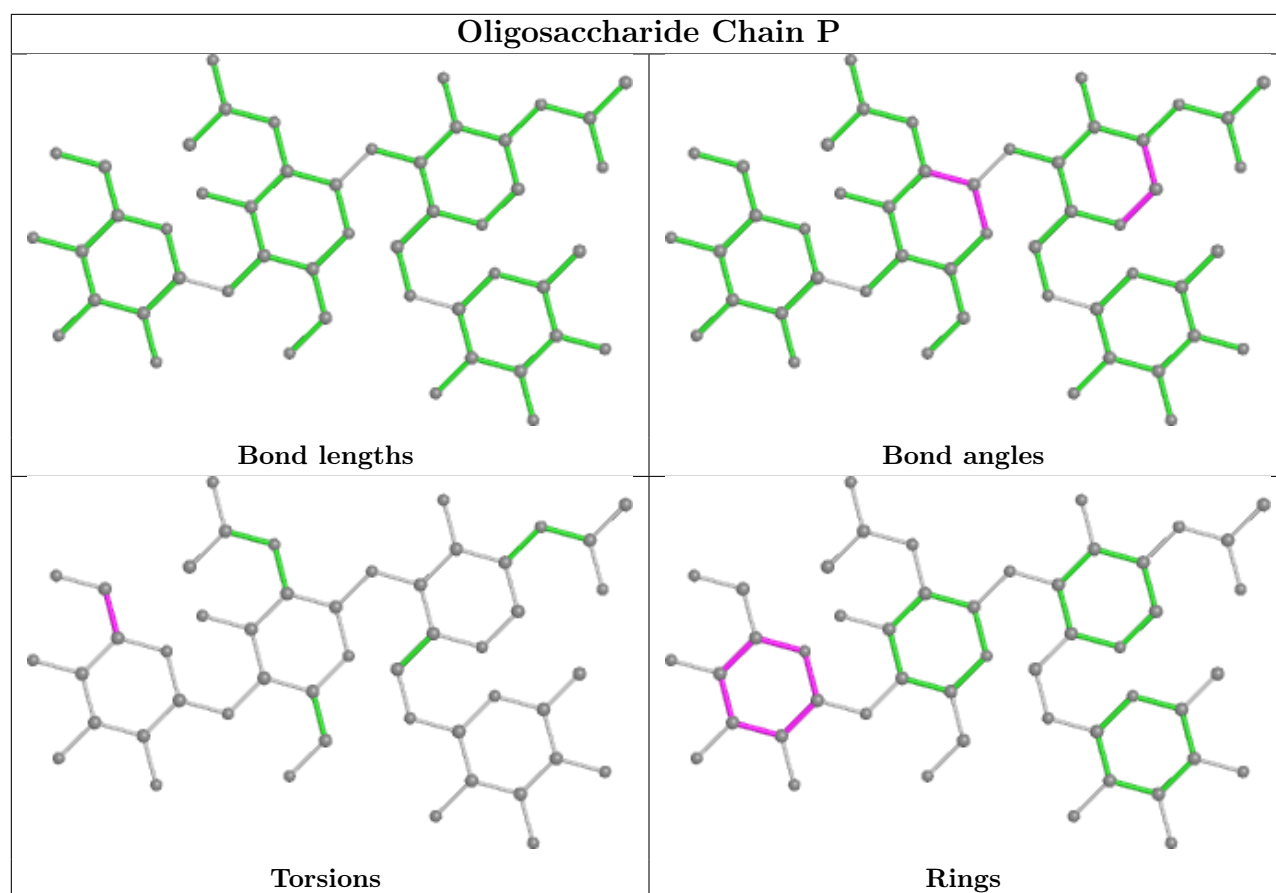 Oligosaccharide Chain P
Bond lengths
Bond angles
Torsions
Rings